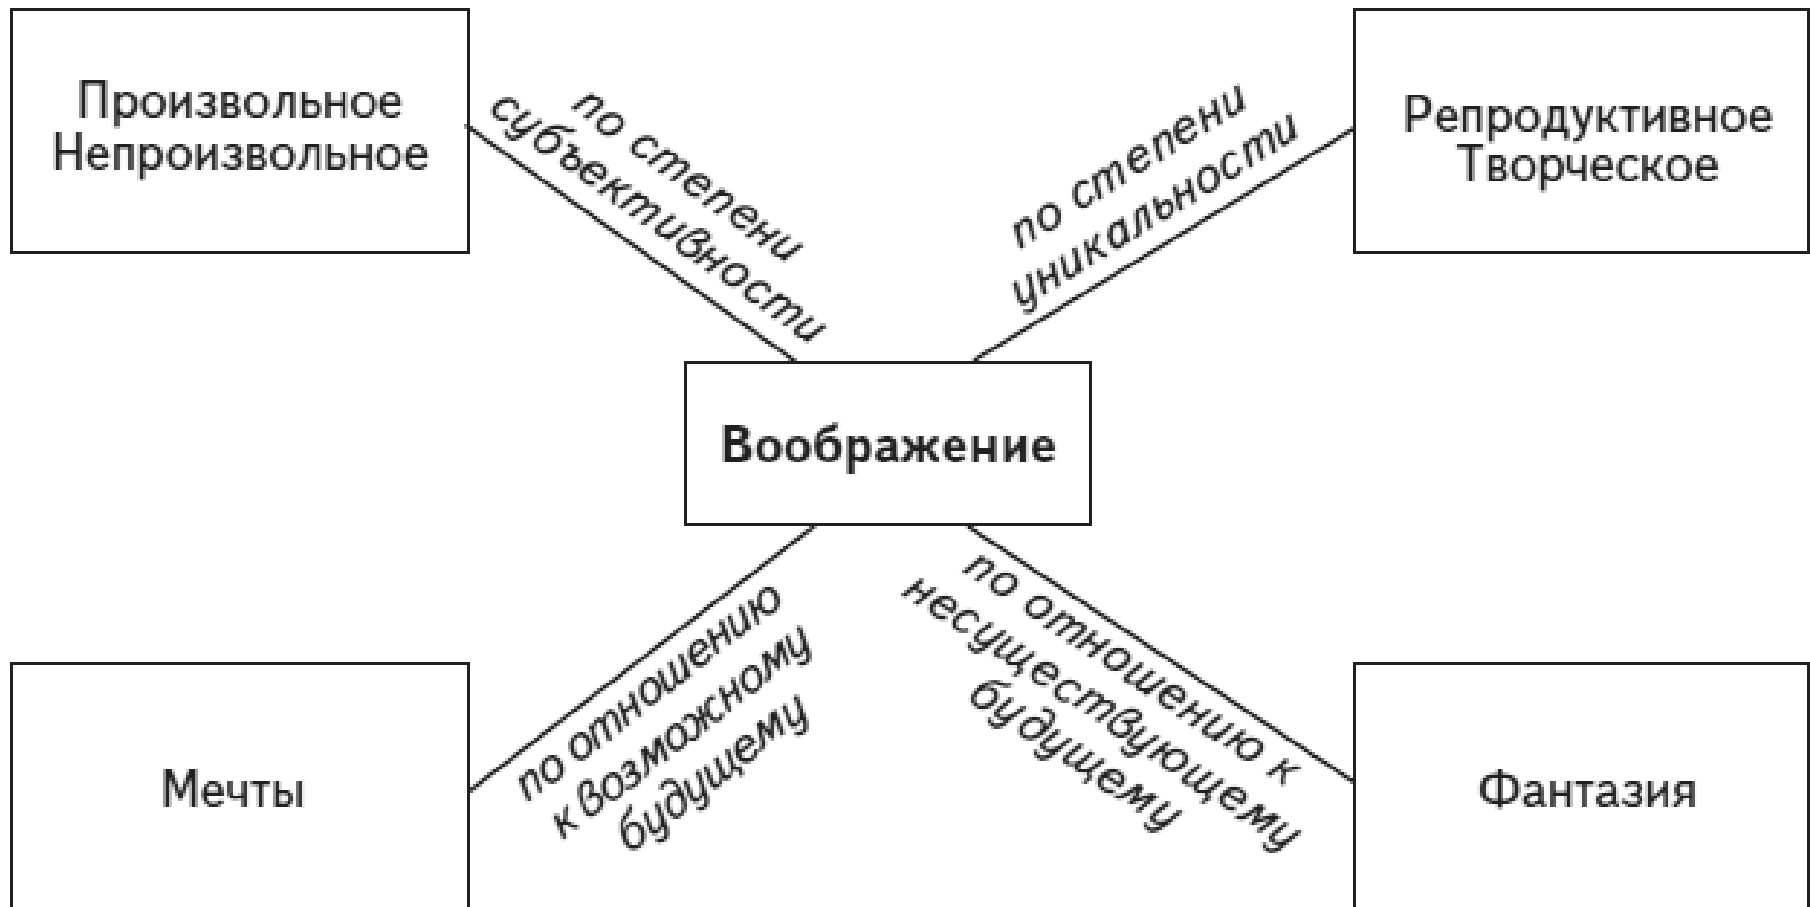 Произвольное
Непроизвольное
по степени
субъективности
по степени
уникальности
Репродуктивное
Творческое
Воображение
Мечты
по отношению
к возможному
будущему
по отношению к
несуществующему
будущему
Фантазия